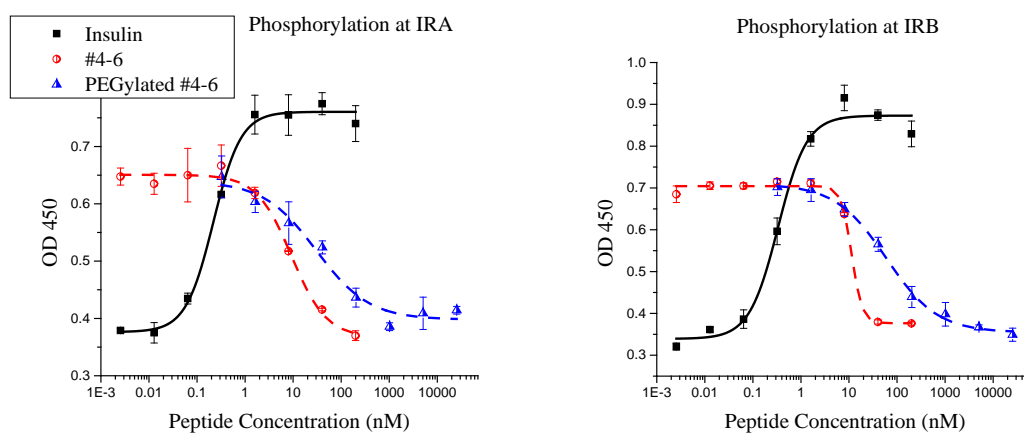 Insulin
#4-6
PEGylated #4-6
Phosphorylation at IRA
0.7
0.6
0.5
0.4
0.3
OD 450
1E-3 0.01 0.1 1 10 100 1000 10000
Peptide Concentration (nM)
Phosphorylation at IRB
1.0
0.9
0.8
0.7
0.6
0.5
0.4
0.3
OD 450
1E-3 0.01 0.1 1 10 100 1000 10000
Peptide Concentration (nM)